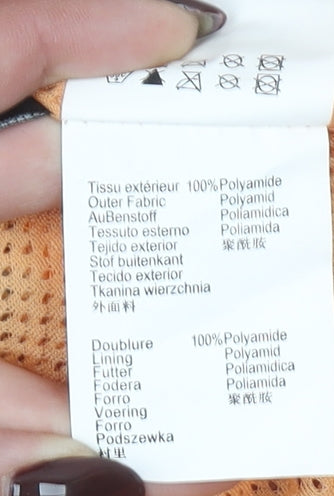 Tissu extérieur 100% Polyamide
Outer Fabric Polyamid
AuBenstoff Poliamidica
Tessuto esterno Poliamida
Tejido exterior 聚酰胺
Stof buitenkant
Tecido exterior
Tkanina wierzchnia
外面料
Doublure 100% Polyamide
Lining Polyamid
Futter Poliamidica
Fodera Poliamida
Forro 聚酰胺
Voering
Forro
Podszewka
村里